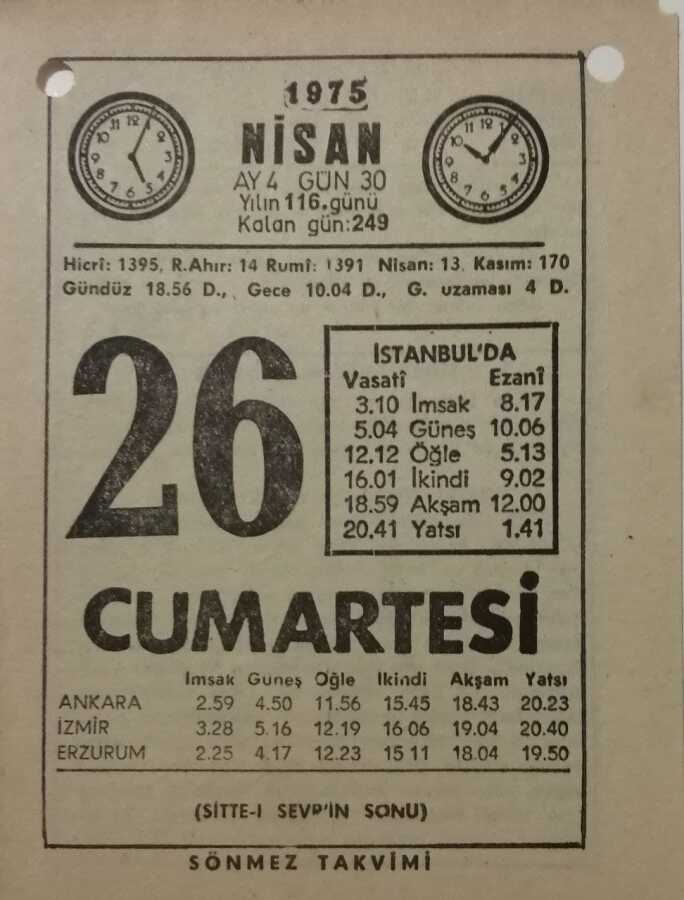 1975
NİSAN
AY 4 GÜN 30
Yılın 116. günü
Kalan gün: 249
Hicrî: 1395, R.Ahır: 14 Rumî: 1391 Nisan: 13, Kasım: 170
Gündüz 18.56 D., Gece 10.04 D., G. uzaması 4 D.
26
İSTANBUL'DA
Vasatî Ezanî
3.10 İmsak 8.17
5.04 Güneş 10.06
12.12 Öğle 5.13
16.01 İkindi 9.02
18.59 Akşam 12.00
20.41 Yatsı 1.41
CUMARTESİ
İmsak Guneş Oğle İkindi Akşam Yatsı
ANKARA 2.59 4.50 11.56 15.45 18.43 20.23
İZMİR 3.28 5.16 12.19 16 06 19.04 20.40
ERZURUM 2.25 4.17 12.23 15 11 18.04 19.50
(SİTTE-I SEVR'İN SONU)
SÖNMEZ TAKVİMİ